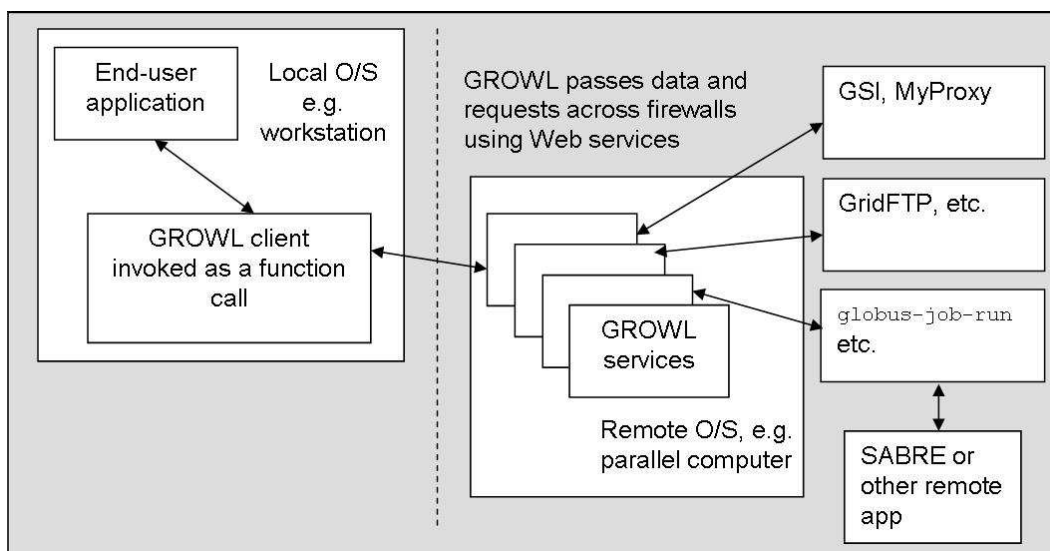 End-user
application
Local O/S
e.g.
workstation
GROWL client
invoked as a function
call
GROWL passes data and
requests across firewalls
using Web services
GROWL
services
Remote O/S, e.g.
parallel computer
GSI, MyProxy
GridFTP, etc.
globus-job-run
etc.
SABRE or
other remote
app